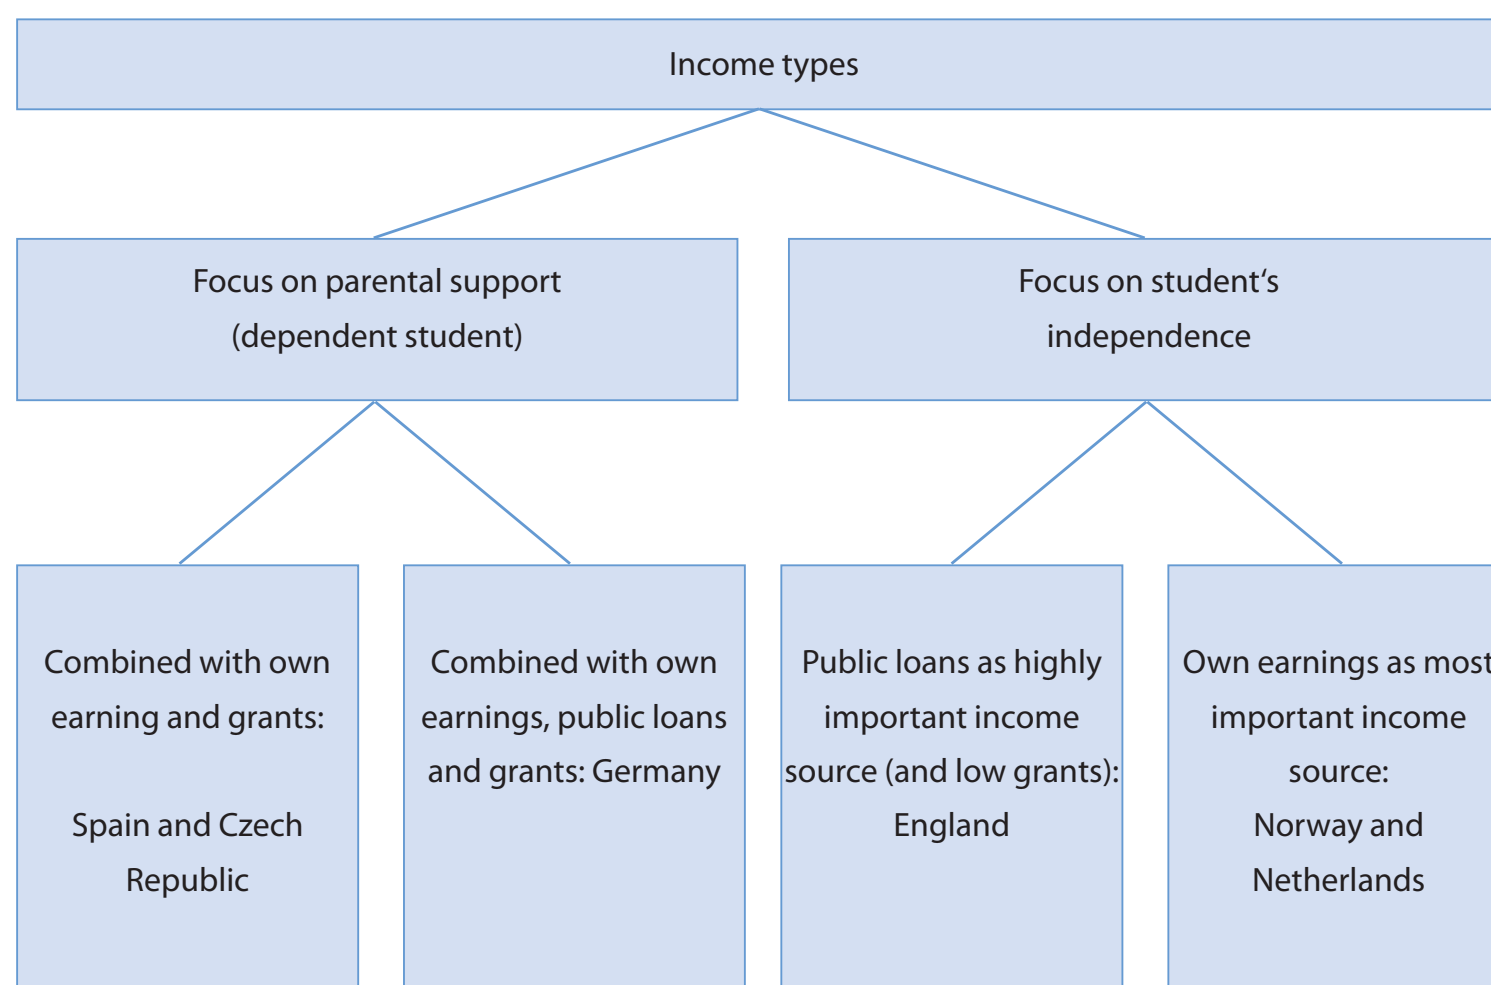 Income types
Focus on parental support
(dependent student)
Focus on student‘s
independence
Combined with own
earning and grants:
Spain and Czech
Republic
Combined with own
earnings, public loans
and grants: Germany
Public loans as highly
important income
source (and low grants):
England
Own earnings as most
important income
source:
Norway and
Netherlands